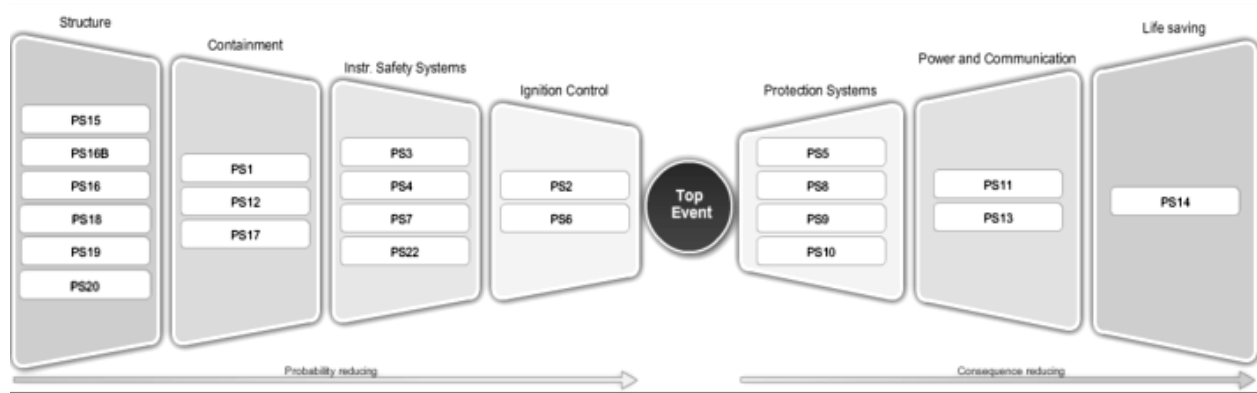 Structure
PS15
PS16B
PS16
PS18
PS19
PS20
Containment
PS1
PS12
PS17
Instr. Safety Systems
PS3
PS4
PS7
PS22
Ignition Control
PS2
PS6
Top
Event
Protection Systems
PS5
PS8
PS9
PS10
Power and Communication
PS11
PS13
Life saving
PS14
Probability reducing
Consequence reducing